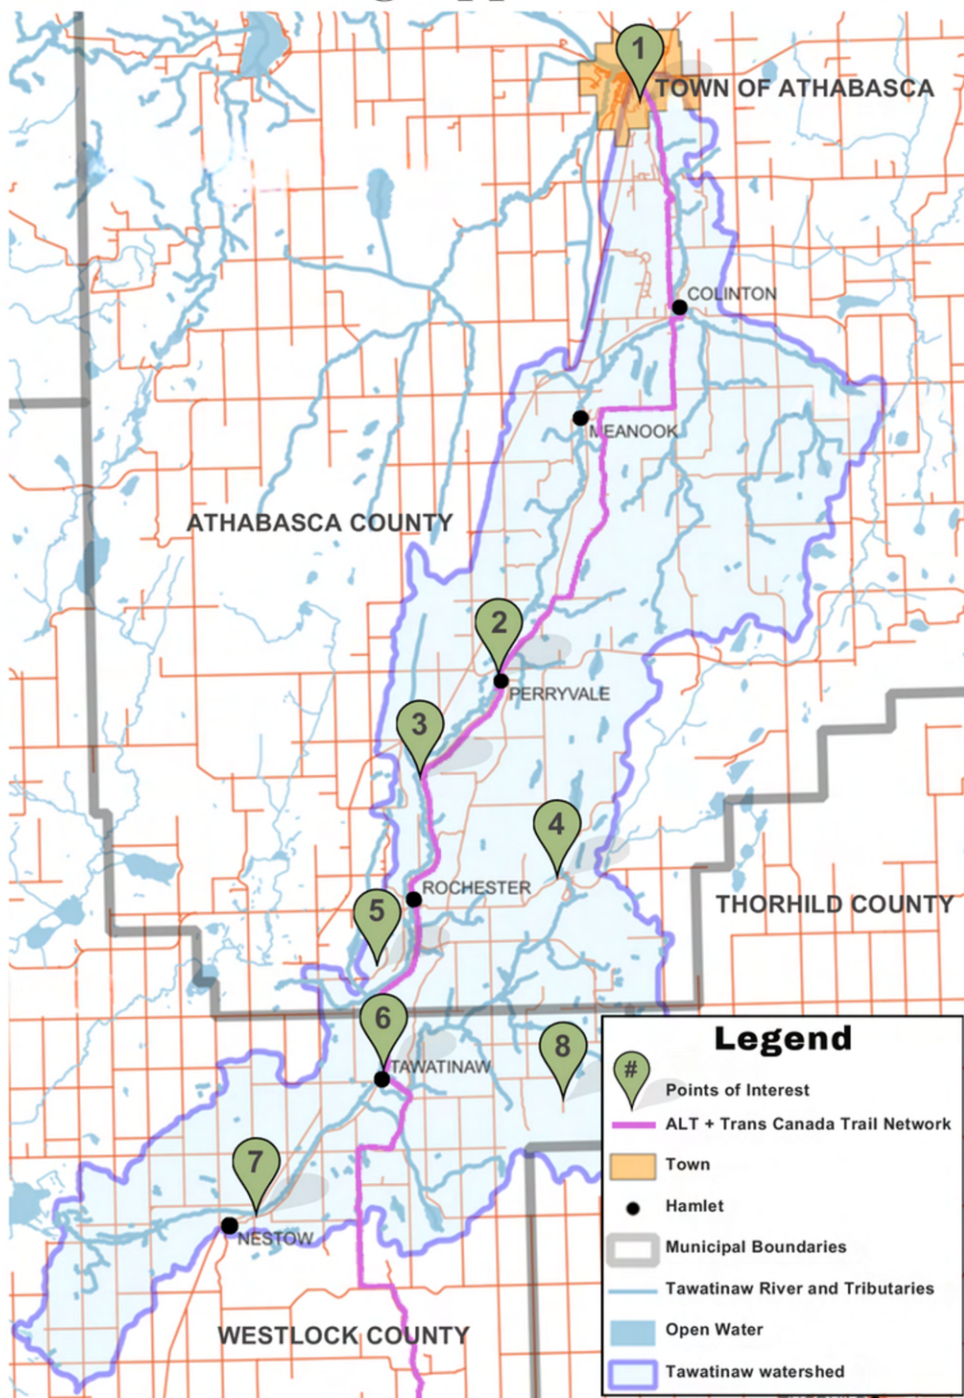 1
TOWN OF ATHABASCA
COLINTON
MEANOOK
ATHABASCA COUNTY
2
PERRYVALE
3
4
ROCHESTER
THORHILD COUNTY
5
6
TAWATINAW
8
7
NESTOW
WESTLOCK COUNTY
Legend
#
Points of Interest
ALT + Trans Canada Trail Network
Town
Hamlet
Municipal Boundaries
Tawatinaw River and Tributaries
Open Water
Tawatinaw watershed